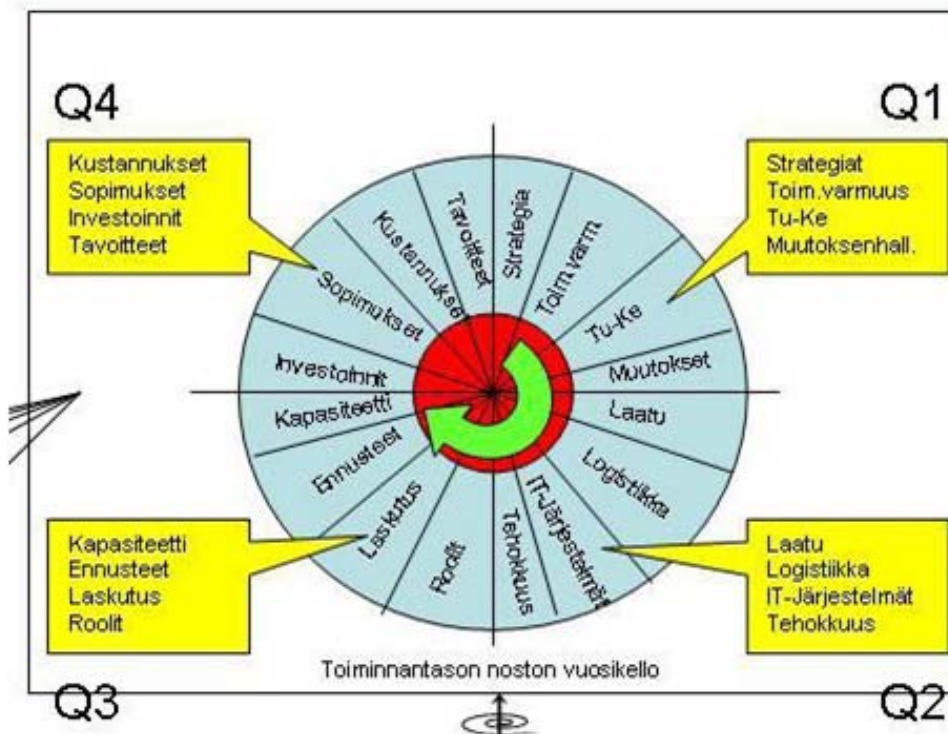 Q4
Q1
Kustannukset
Sopimukset
Investoinnit
Tavoitteet
Strategiat
Toim.varmuus
Tu-Ke
Muutoksenhall.
Strategia
Toim.varm.
Tu-Ke
Muutokset
Laatu
Logistiikka
IT-Järjestelmät
Tehokkuus
Roolit
Laskutus
Ennusteet
Kapasiteetti
Investoinnit
Sopimukset
Kustannukset
Tavoitteet
Kapasiteetti
Ennusteet
Laskutus
Roolit
Laatu
Logistiikka
IT-Järjestelmät
Tehokkuus
Toiminnantason noston vuosikello
Q3
Q2